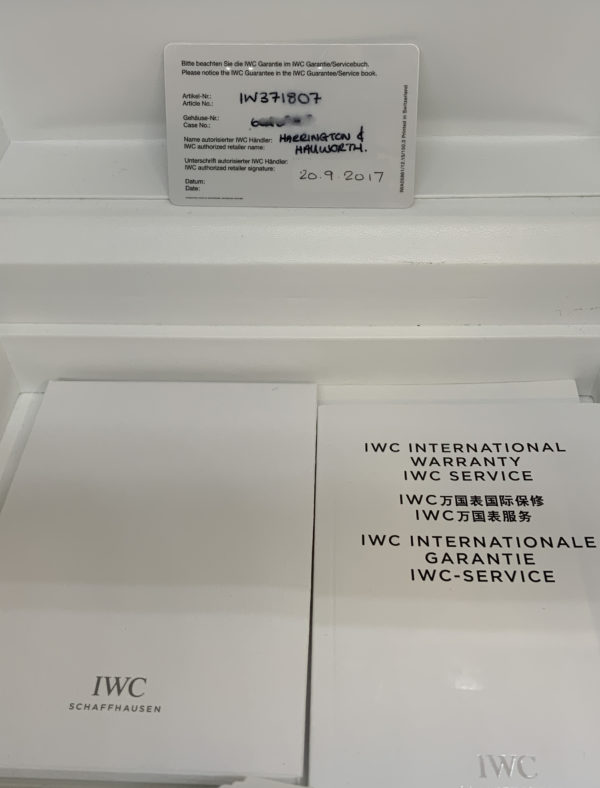 Bitte beachten Sie die IWC Garantie im IWC Garantie/Servicebuch.
Please notice the IWC Guarantee in the IWC Guarantee/Service book.
Artikel-Nr.:
Article No.: IW371807
Gehäuse-Nr.:
Case No.:
Name autorisierter IWC Händler: HARRINGTON &
IWC authorized retailer name: HALLWORTH.
Unterschrift autorisierter IWC Händler:
IWC authorized retailer signature:
Datum: 20.9.2017
Date:
Printed in Switzerland
IWC INTERNATIONAL
WARRANTY
IWC SERVICE
IWC万国表国际保修
IWC万国表服务
IWC INTERNATIONALE
GARANTIE
IWC-SERVICE
IWC
SCHAFFHAUSEN
IWC